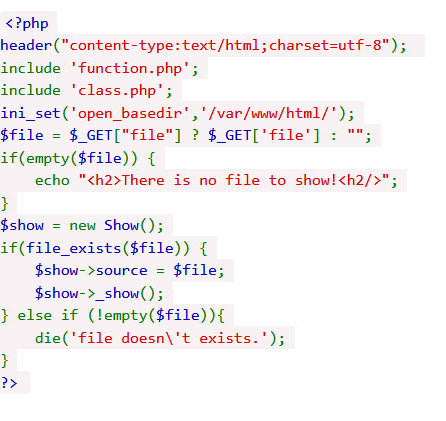 <?php
header("content-type:text/html;charset=utf-8");
include 'function.php';
include 'class.php';
ini_set('open_basedir','/var/www/html/');
$file = $_GET["file"] ? $_GET['file'] : "";
if(empty($file)) {
    echo "<h2>There is no file to show!<h2/>";
}
$show = new Show();
if(file_exists($file)) {
    $show->source = $file;
    $show->_show();
} else if (!empty($file)){
    die('file doesn\'t exists.');
}
?>